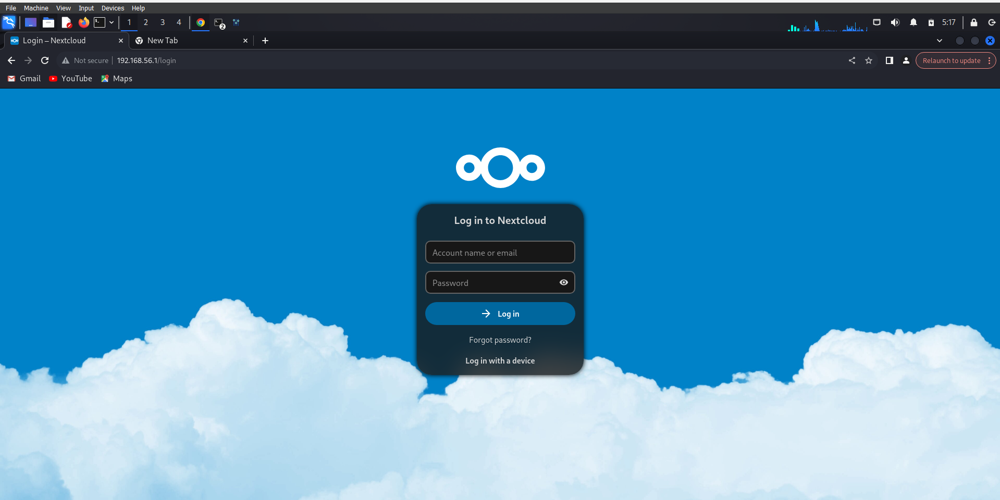 File Machine View Input Devices Help
1 2 3 4 2 5:17
Login – Nextcloud New Tab
Not secure 192.168.56.1/login Relaunch to update
Gmail YouTube Maps
Log in to Nextcloud
Account name or email
Password
Log in
Forgot password?
Log in with a device